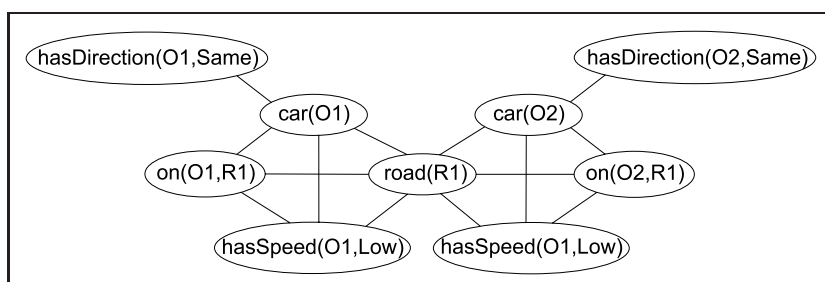 hasDirection(O1,Same)
hasDirection(O2,Same)
car(O1)
car(O2)
on(O1,R1)
road(R1)
on(O2,R1)
hasSpeed(O1,Low)
hasSpeed(O1,Low)